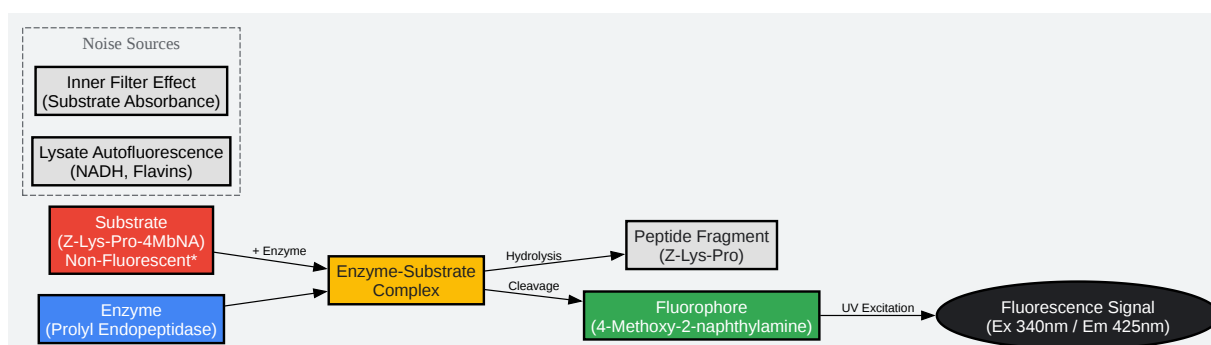 Noise Sources
Inner Filter Effect
(Substrate Absorbance)
Lysate Autofluorescence
(NADH, Flavins)
Substrate
(Z-Lys-Pro-4MbNA)
Non-Fluorescent*
+ Enzyme
Enzyme
(Prolyl Endopeptidase)
Enzyme-Substrate
Complex
Hydrolysis
Cleavage
Peptide Fragment
(Z-Lys-Pro)
Fluorophore
(4-Methoxy-2-naphthylamine)
UV Excitation
Fluorescence Signal
(Ex 340nm / Em 425nm)